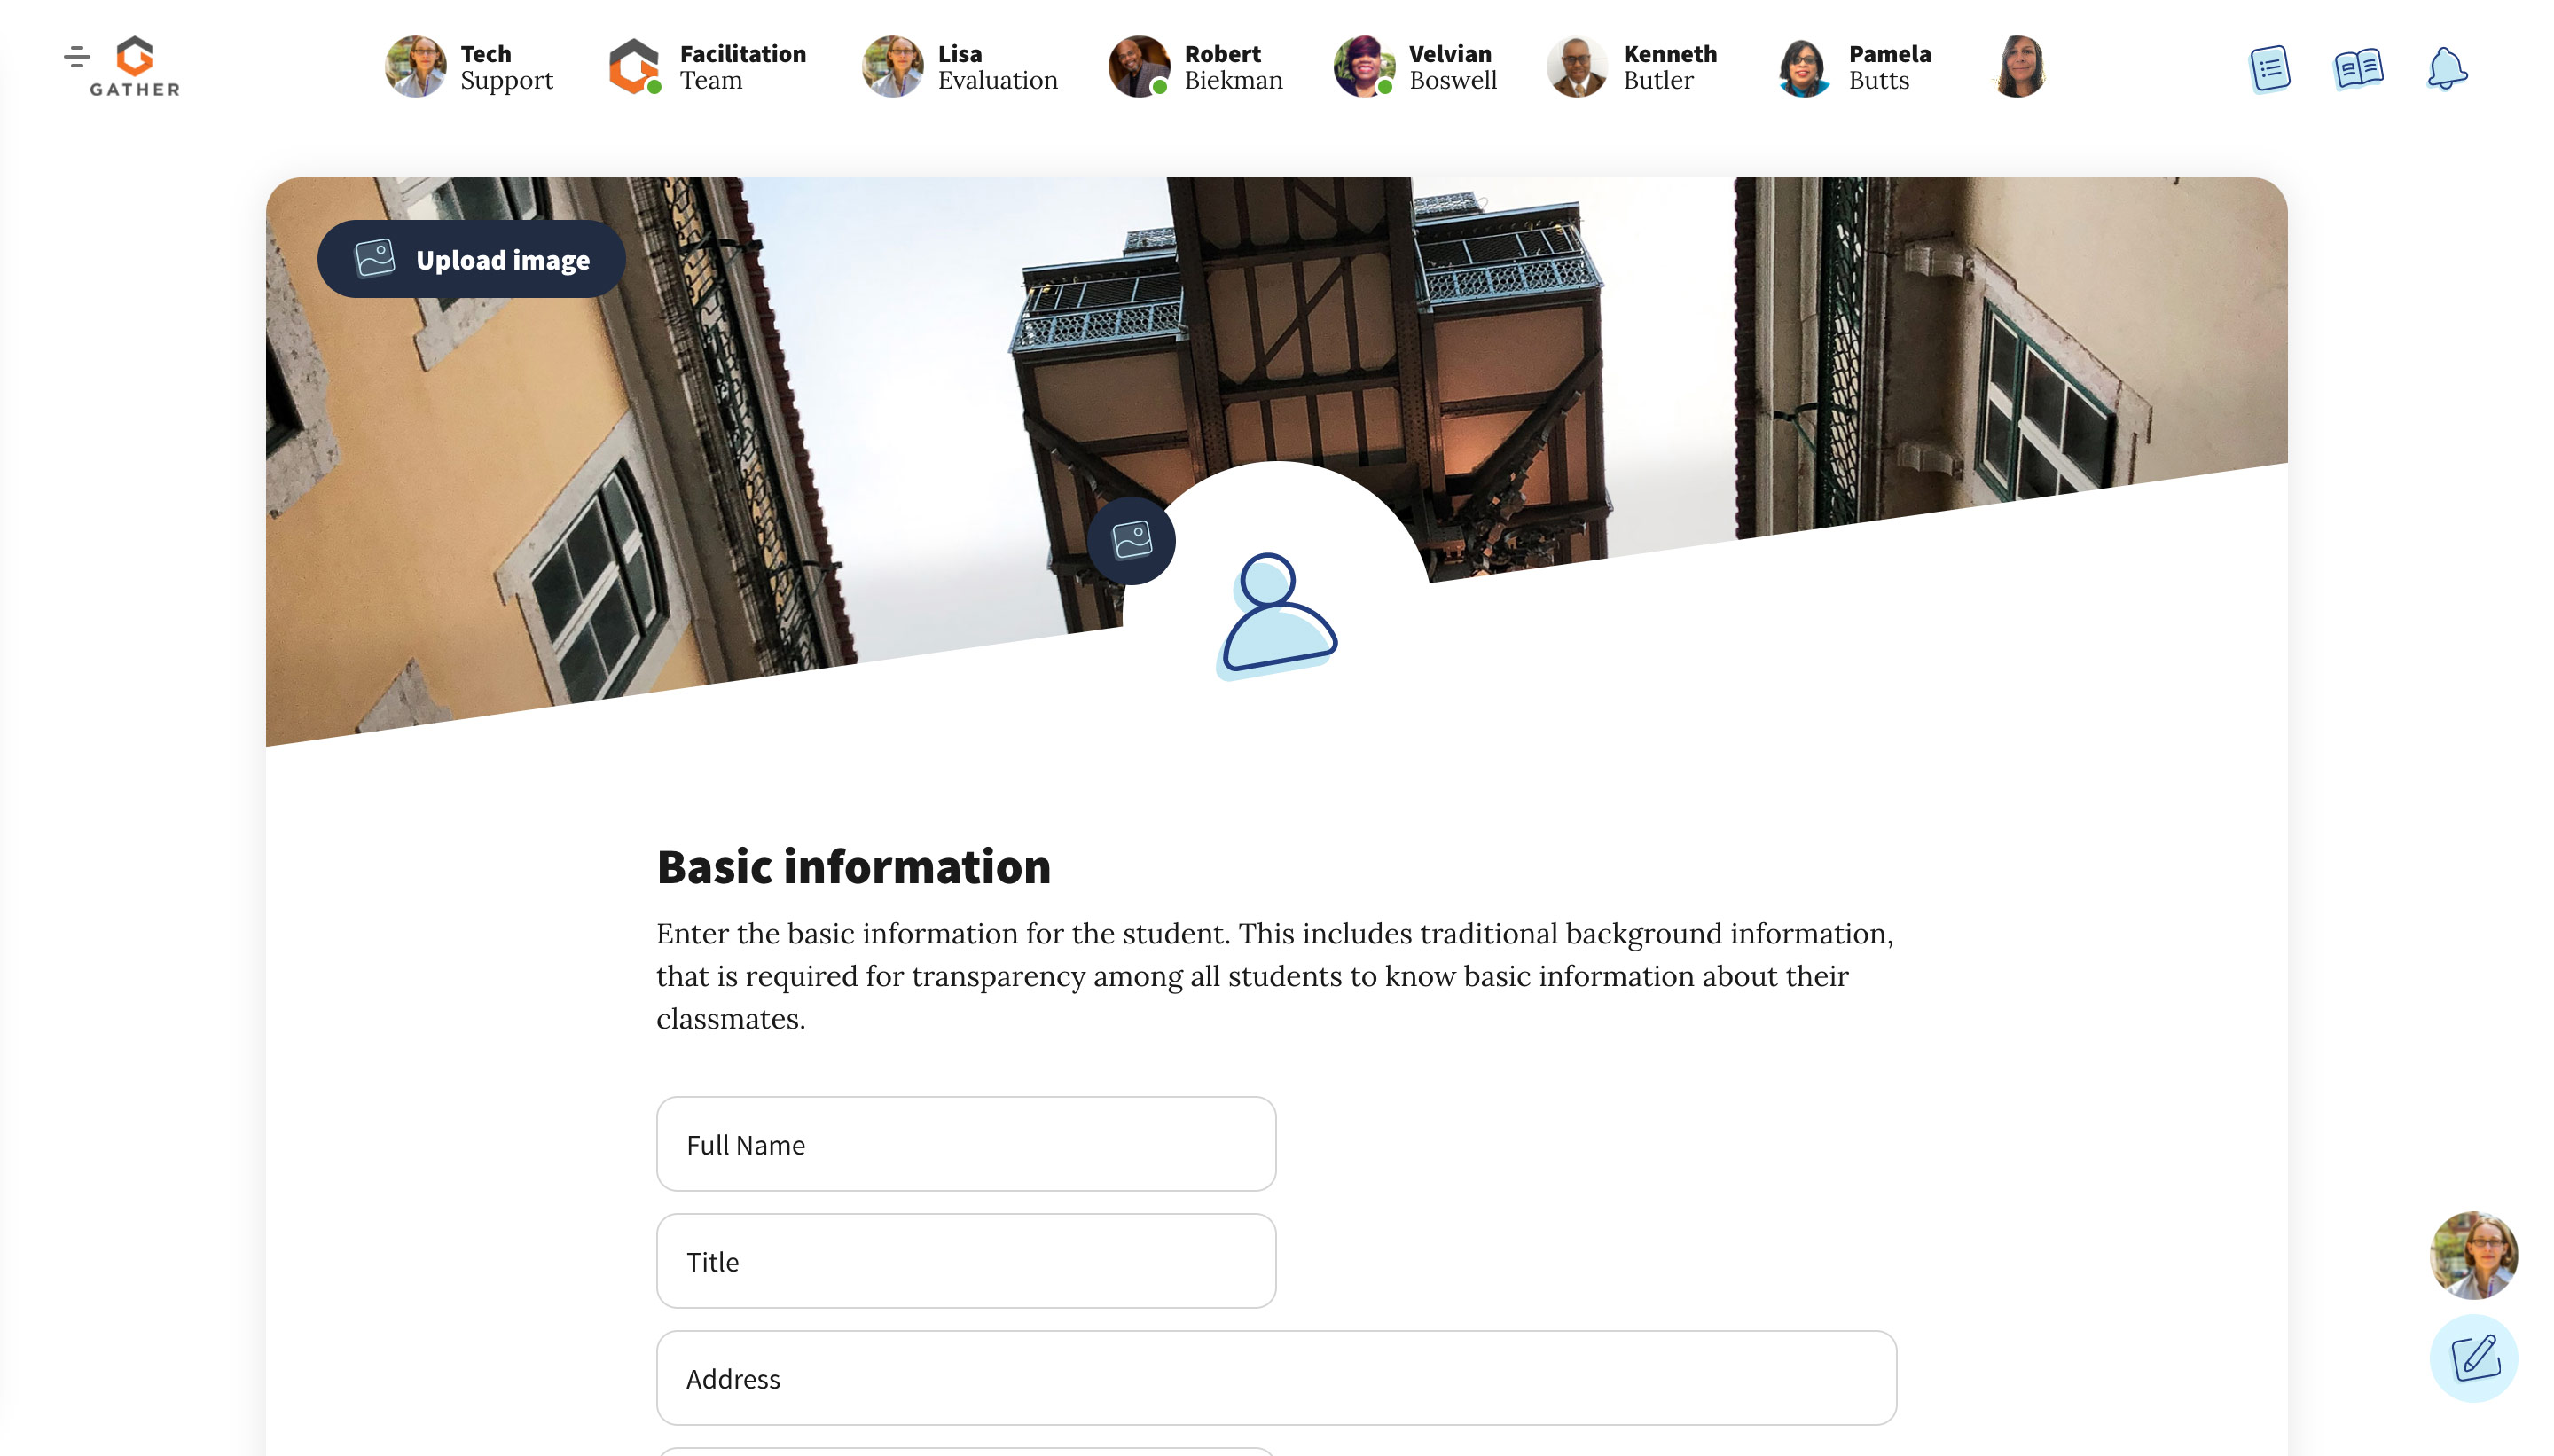 GATHER
Tech
Support
Facilitation
Team
Lisa
Evaluation
Robert
Biekman
Velvian
Boswell
Kenneth
Butler
Pamela
Butts
Upload image
Basic information
Enter the basic information for the student. This includes traditional background information,
that is required for transparency among all students to know basic information about their
classmates.
Full Name
Title
Address